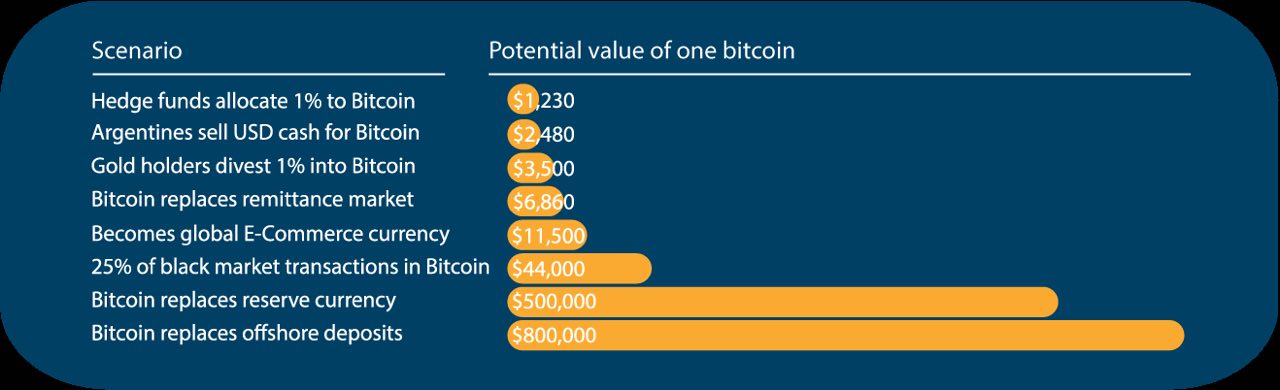 Scenario Potential value of one bitcoin
Hedge funds allocate 1% to Bitcoin $1,230
Argentines sell USD cash for Bitcoin $2,480
Gold holders divest 1% into Bitcoin $3,500
Bitcoin replaces remittance market $6,860
Becomes global E-Commerce currency $11,500
25% of black market transactions in Bitcoin $44,000
Bitcoin replaces reserve currency $500,000
Bitcoin replaces offshore deposits $800,000